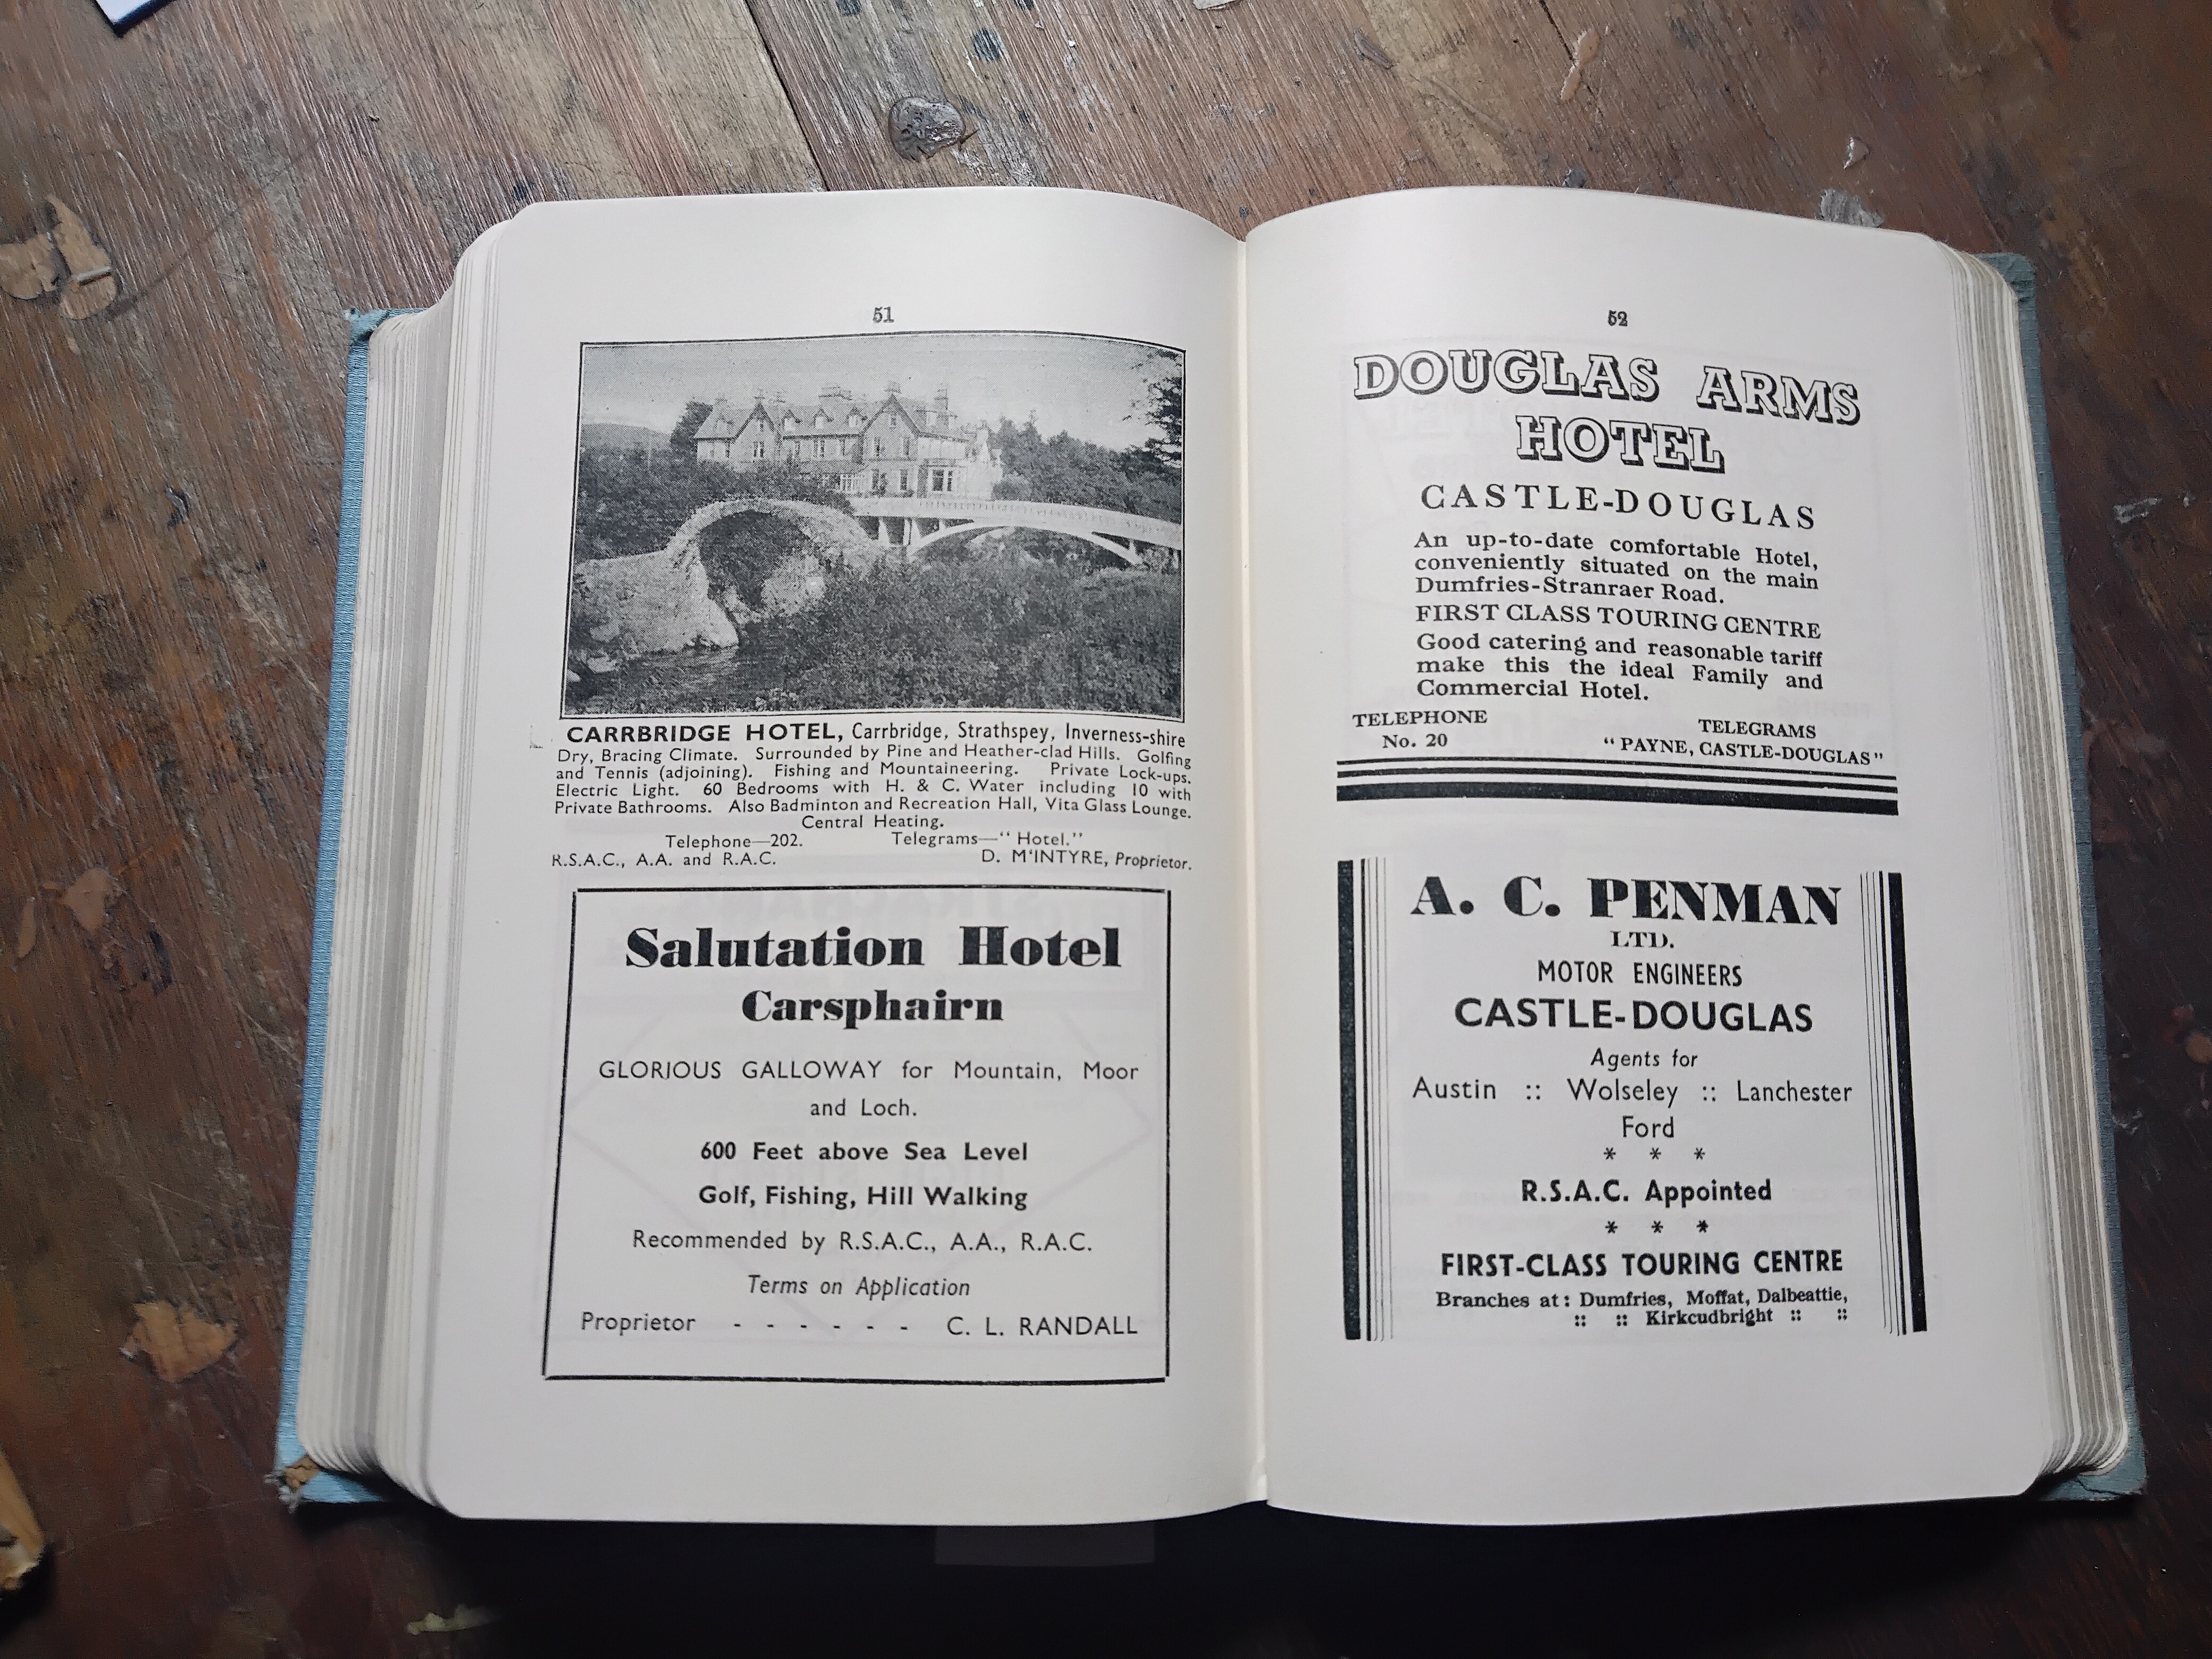 51
CARRBRIDGE HOTEL, Carrbridge, Strathspey, Inverness-shire
Dry, Bracing Climate. Surrounded by Pine and Heather-clad Hills. Golfing
and Tennis (adjoining). Fishing and Mountaineering. Private Lock-ups.
Electric Light. 60 Bedrooms with H. & C. Water including 10 with
Private Bathrooms. Also Badminton and Recreation Hall, Vita Glass Lounge.
Central Heating.
Telephone—202. Telegrams—"Hotel."
R.S.A.C., A.A. and R.A.C. D. M'INTYRE, Proprietor.
Salutation Hotel
Carsphairn
GLORIOUS GALLOWAY for Mountain, Moor
and Loch.
600 Feet above Sea Level
Golf, Fishing, Hill Walking
Recommended by R.S.A.C., A.A., R.A.C.
Terms on Application
Proprietor - - - - - - C. L. RANDALL
52
DOUGLAS ARMS
HOTEL
CASTLE-DOUGLAS
An up-to-date comfortable Hotel,
conveniently situated on the main
Dumfries-Stranraer Road.
FIRST CLASS TOURING CENTRE
Good catering and reasonable tariff
make this the ideal Family and
Commercial Hotel.
TELEPHONE TELEGRAMS
No. 20 "PAYNE, CASTLE-DOUGLAS"
A. C. PENMAN
LTD.
MOTOR ENGINEERS
CASTLE-DOUGLAS
Agents for
Austin :: Wolseley :: Lanchester
Ford
* * *
R.S.A.C. Appointed
* * *
FIRST-CLASS TOURING CENTRE
Branches at: Dumfries, Moffat, Dalbeattie,
:: :: Kirkcudbright :: ::